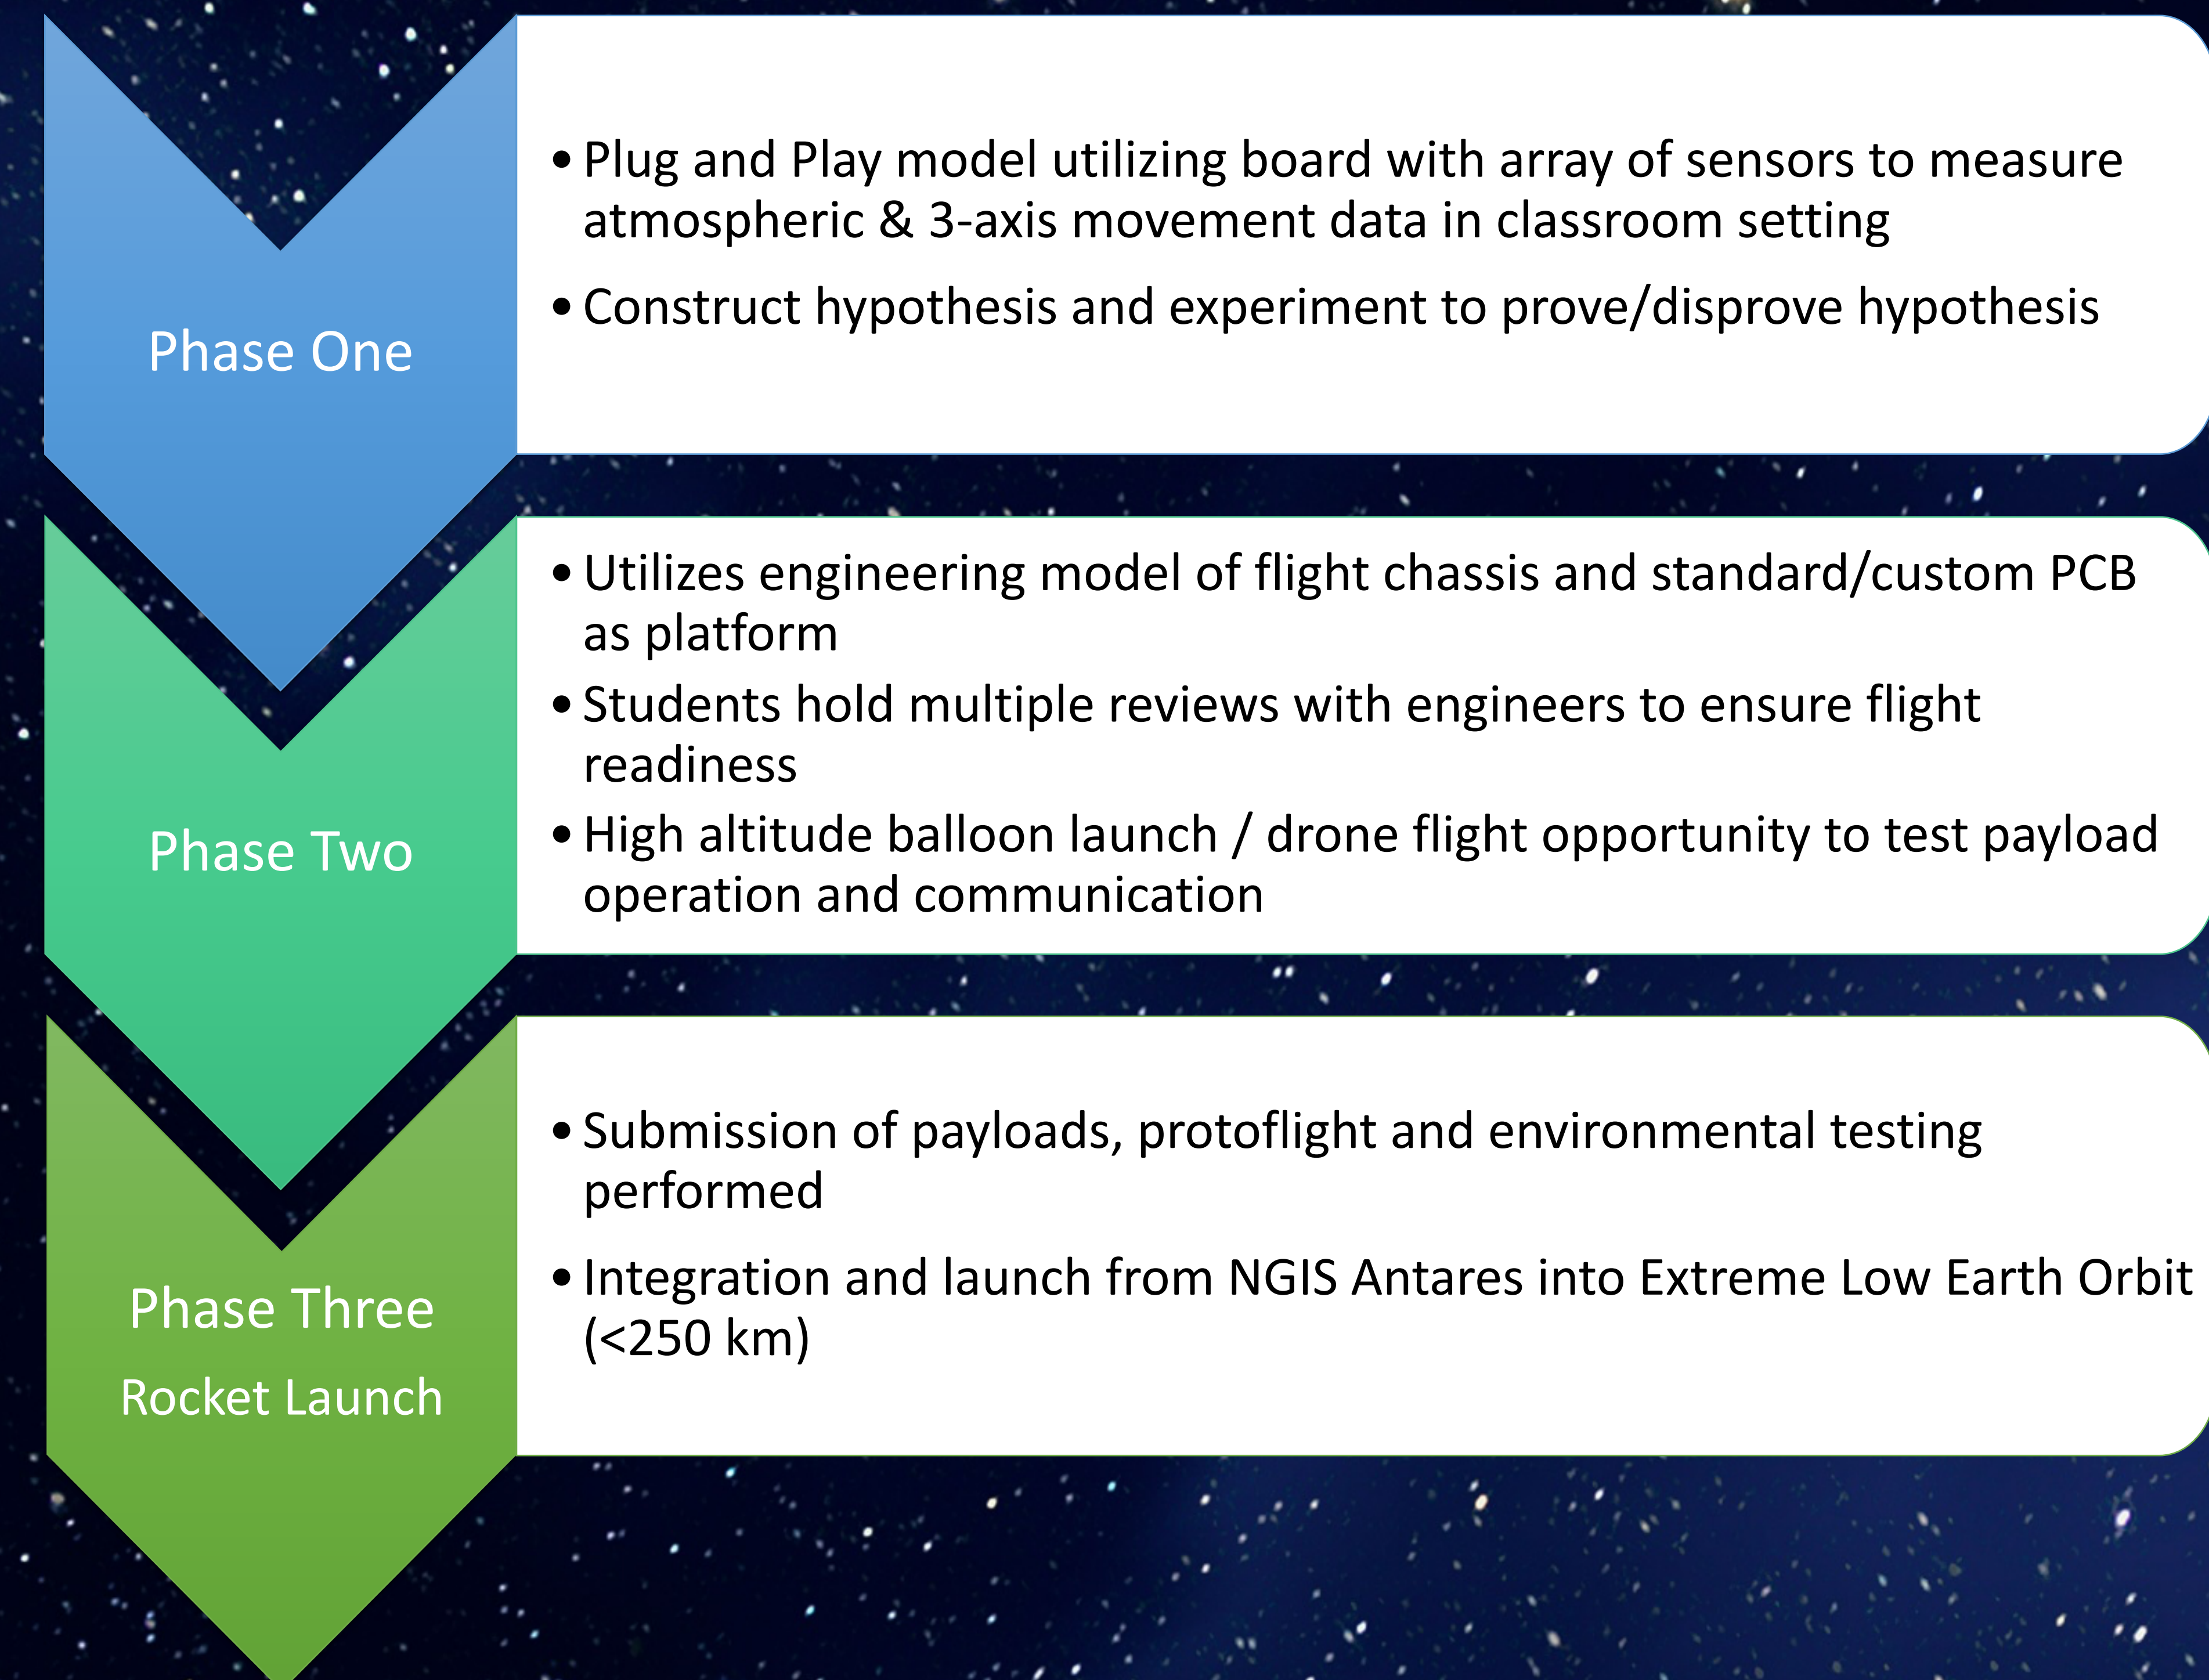 Phase One
• Plug and Play model utilizing board with array of sensors to measure
atmospheric & 3-axis movement data in classroom setting
• Construct hypothesis and experiment to prove/disprove hypothesis
Phase Two
• Utilizes engineering model of flight chassis and standard/custom PCB
as platform
• Students hold multiple reviews with engineers to ensure flight
readiness
• High altitude balloon launch / drone flight opportunity to test payload
operation and communication
Phase Three
Rocket Launch
• Submission of payloads, protoflight and environmental testing
performed
• Integration and launch from NGIS Antares into Extreme Low Earth Orbit
(<250 km)